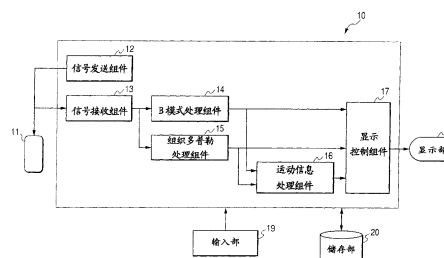 10
12
信号发送组件
13
信号接收组件
14
B模式处理组件
15
组织多普勒
处理组件
16
运动信息
处理组件
17
显示
控制组件
11
显示部
19
输入部
20
储存部